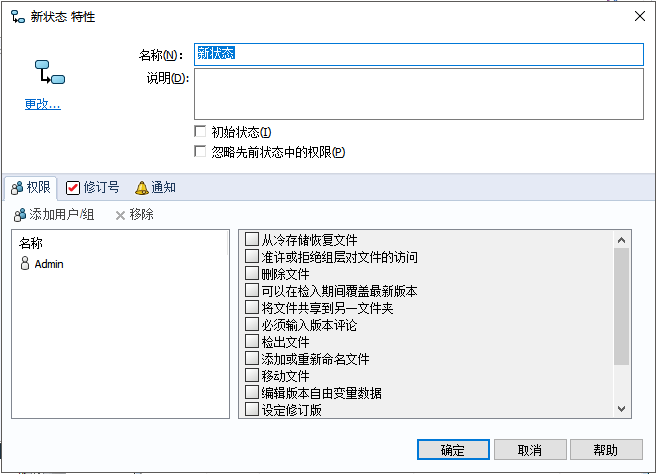 新状态 特性
名称(N):
新状态
更改...
说明(D):
初始状态(I)
忽略先前状态中的权限(P)
权限
修订号
通知
添加用户/组
移除
名称
Admin
从冷存储恢复文件
准许或拒绝组层对文件的访问
删除文件
可以在检入期间覆盖最新版本
将文件共享到另一文件夹
必须输入版本评论
检出文件
添加或重新命名文件
移动文件
编辑版本自由变量数据
设定修订版
确定
取消
帮助